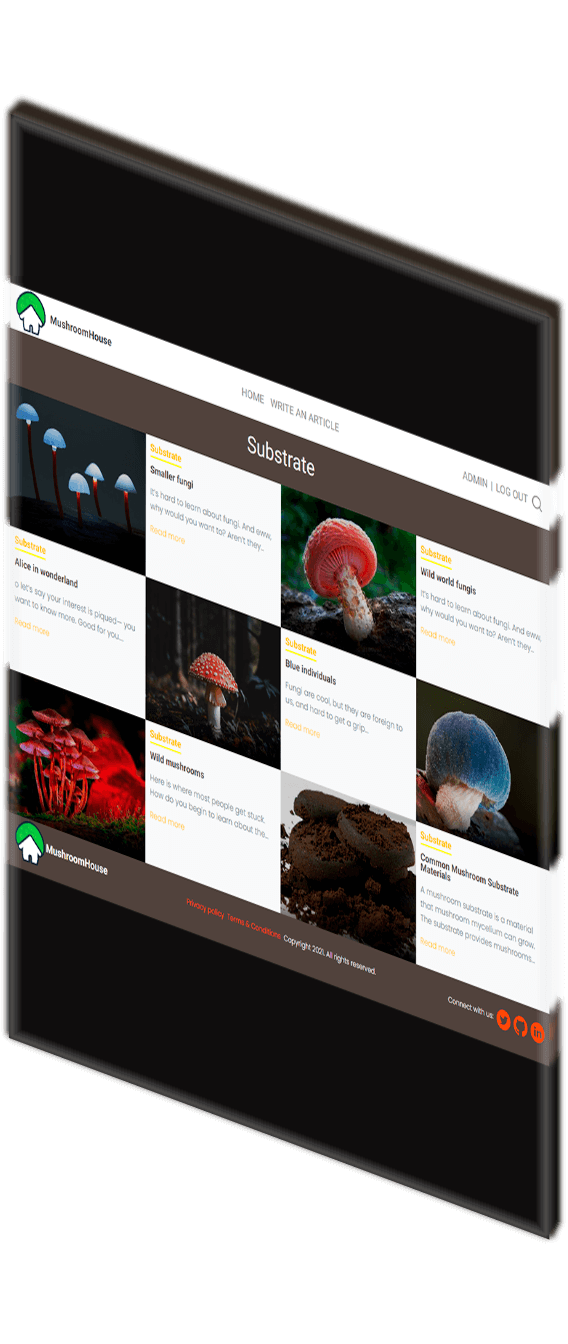 MushroomHouse
HOME WRITE AN ARTICLE
ADMIN | LOG OUT
Substrate
Substrate
Smaller fungi
It's hard to learn about fungi. And eww,
why would you want to? Aren't they...
Read more
Substrate
Wild world fungis
It's hard to learn about fungi. And eww,
why would you want to? Aren't they...
Read more
Substrate
Alice in wonderland
o let's say your interest is piqued— you
want to know more. Good for you....
Read more
Substrate
Blue individuals
Fungi are cool, but they are foreign to
us, and hard to get a grip...
Read more
Substrate
Wild mushrooms
Here is where most people get stuck.
How do you begin to learn about the...
Read more
Substrate
Common Mushroom Substrate
Materials
A mushroom substrate is a material
that mushroom mycelium can grow.
The substrate provides mushrooms...
Read more
MushroomHouse
Privacy policy Terms & Conditions Copyright 2021. All rights reserved.
Connect with us:
in